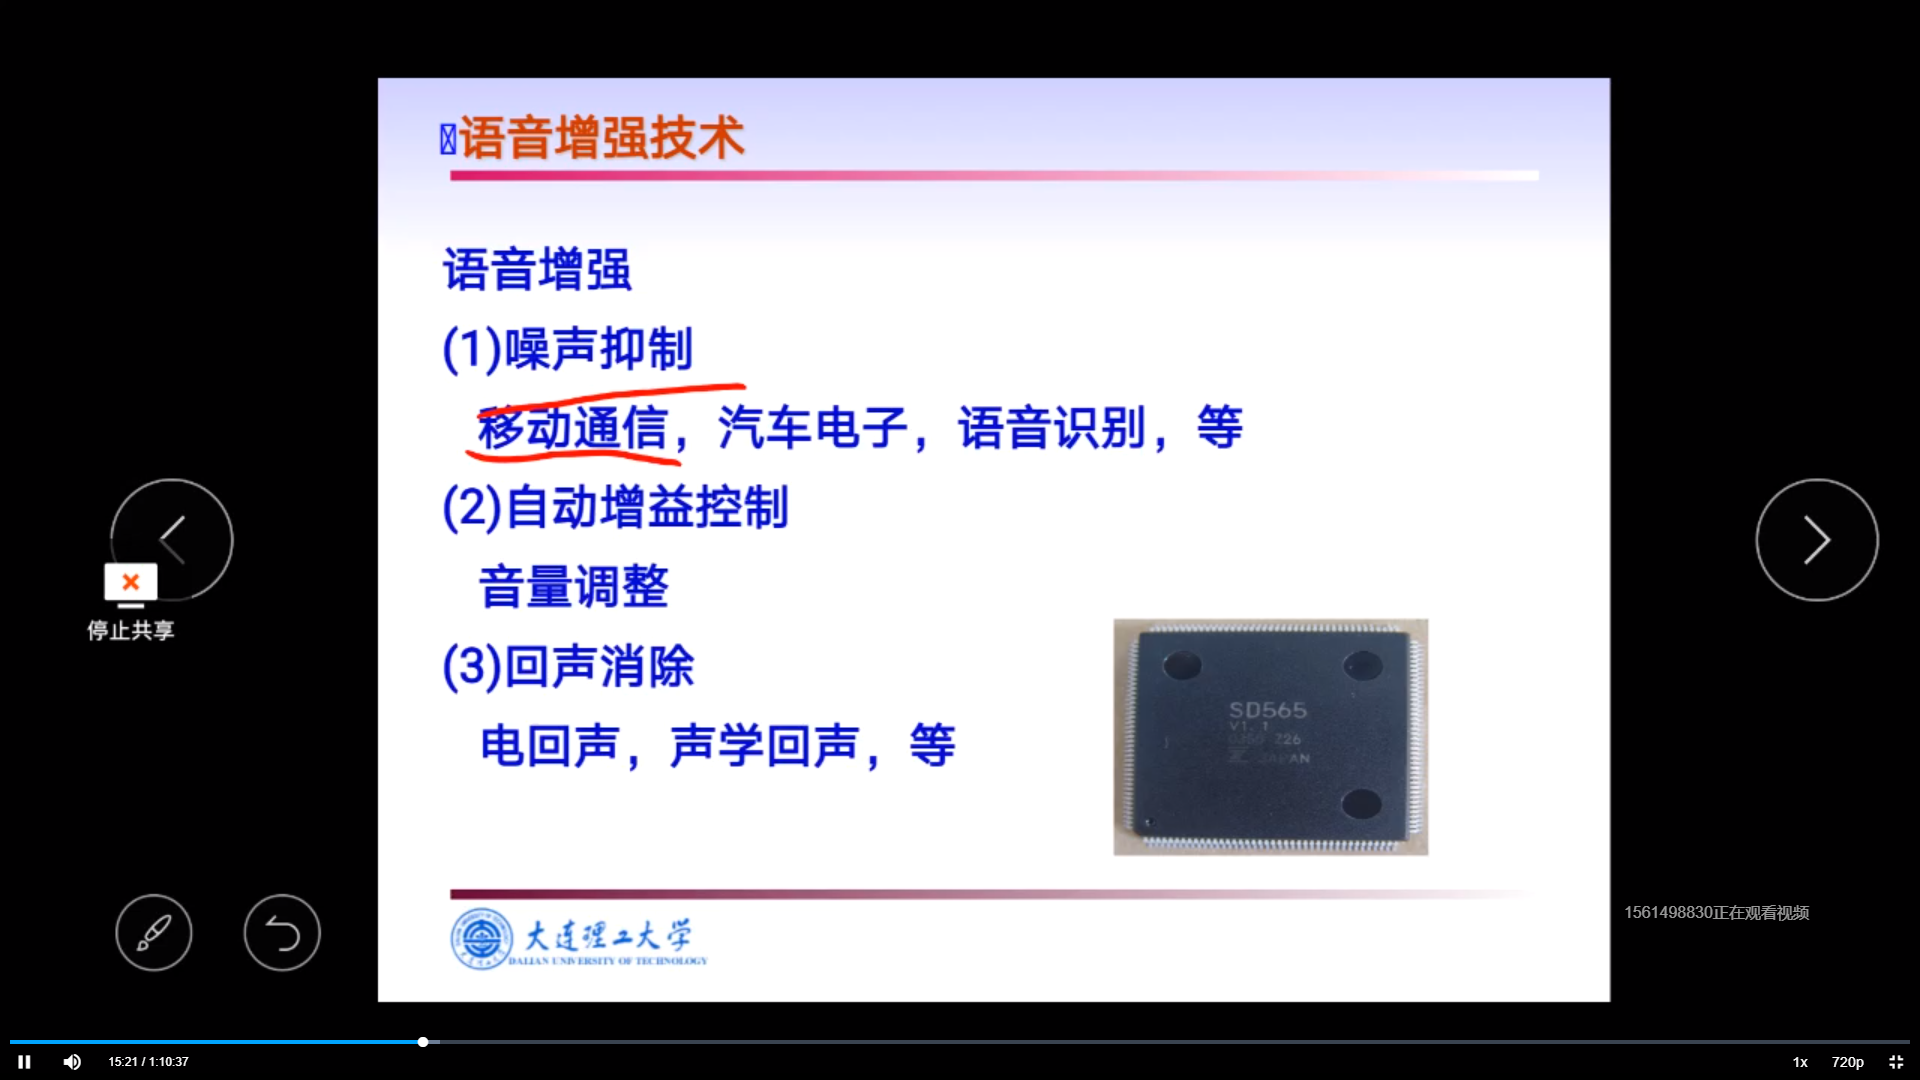 语音增强技术
语音增强
(1)噪声抑制
移动通信，汽车电子，语音识别，等
(2)自动增益控制
音量调整
(3)回声消除
电回声，声学回声，等
SD565
V1.1
Z26
JAPAN
停止共享
大连理工大学
DALIAN UNIVERSITY OF TECHNOLOGY
1561498830正在观看视频
15:21 / 1:10:37
1x
720p